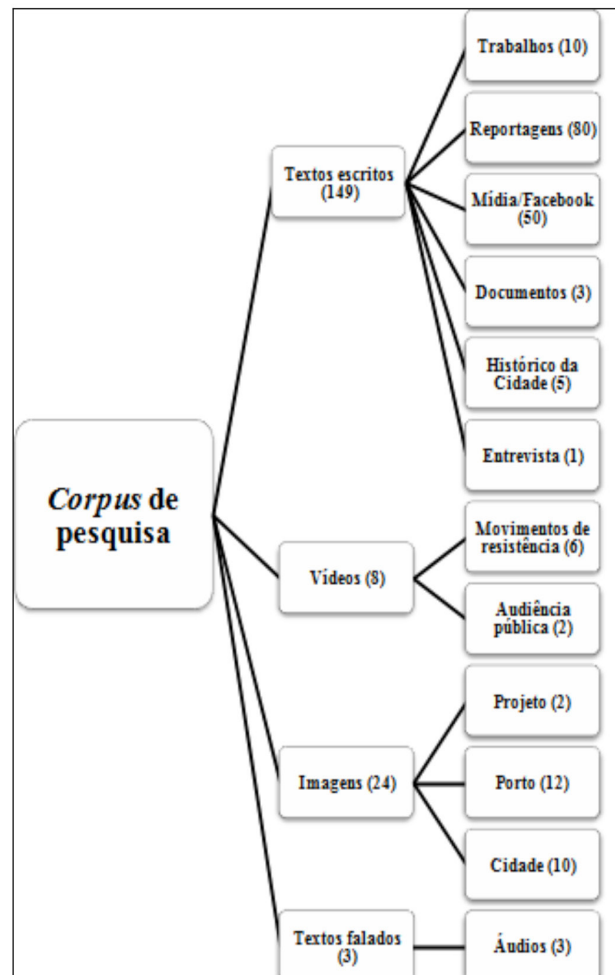 Corpus de
pesquisa
Textos escritos
(149)
Trabalhos (10)
Reportagens (80)
Mídia/Facebook
(50)
Documentos (3)
Histórico da
Cidade (5)
Entrevista (1)
Vídeos (8)
Movimentos de
resistência (6)
Audiência
pública (2)
Imagens (24)
Projeto (2)
Porto (12)
Cidade (10)
Textos falados
(3)
Áudios (3)